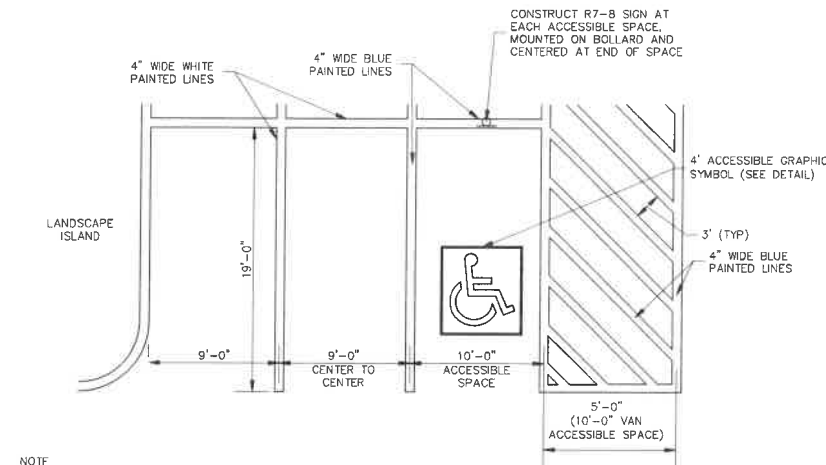 CONSTRUCT R7-8 SIGN AT
EACH ACCESSIBLE SPACE,
MOUNTED ON BOLLARD AND
CENTERED AT END OF SPACE
4" WIDE WHITE
PAINTED LINES
4" WIDE BLUE
PAINTED LINES
4' ACCESSIBLE GRAPHIC
SYMBOL (SEE DETAIL)
LANDSCAPE
ISLAND
3' (TYP)
4" WIDE BLUE
PAINTED LINES
19'-0"
9'-0"
9'-0"
CENTER TO
CENTER
10'-0"
ACCESSIBLE
SPACE
5'-0"
(10'-0" VAN
ACCESSIBLE SPACE)
NOTE